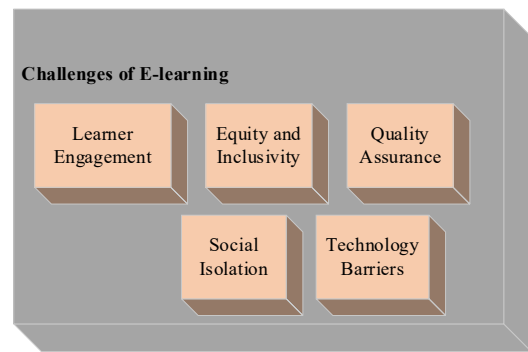 Challenges of E-learning
Learner
Engagement
Equity and
Inclusivity
Quality
Assurance
Social
Isolation
Technology
Barriers